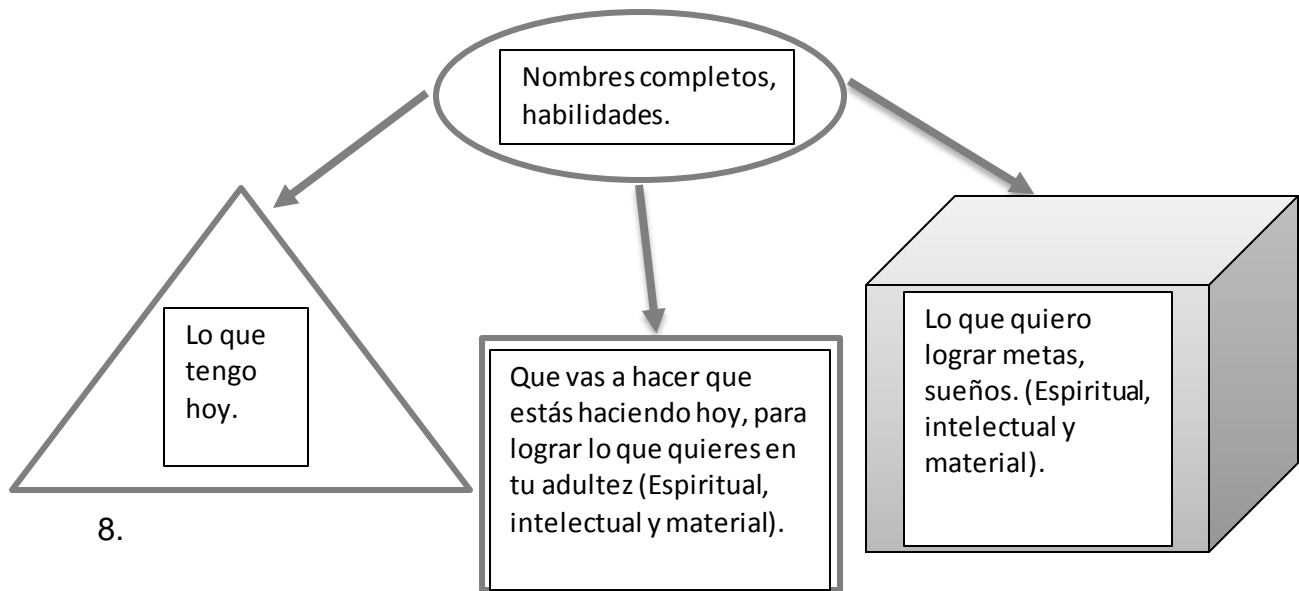 Nombres completos,
habilidades.
Lo que
tengo
hoy.
Que vas a hacer que
estás haciendo hoy, para
lograr lo que quieres en
tu adultez (Espiritual,
intelectual y material).
Lo que quiero
lograr metas,
sueños. (Espiritual,
intelectual y
material).
8.